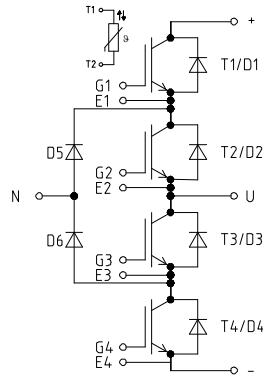 T1
ϑ
T2
+
T1/D1
G1
E1
D5
T2/D2
G2
E2
N
U
D6
T3/D3
G3
E3
T4/D4
G4
E4
-